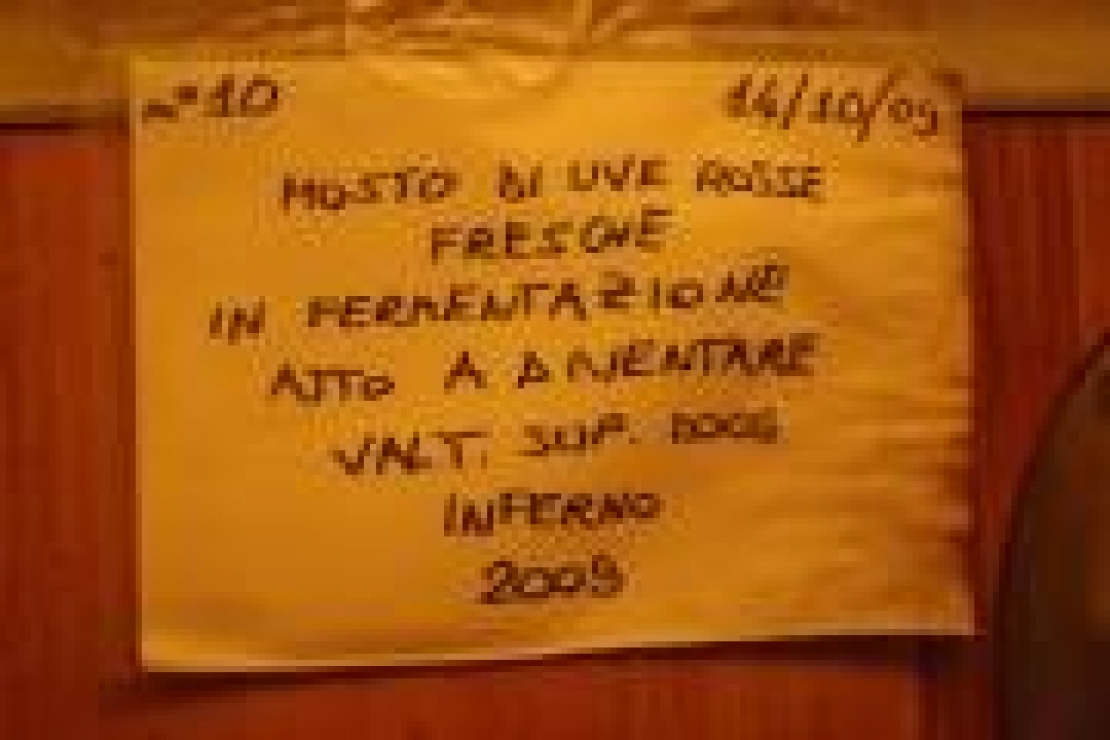 n° 10 14/10/09
MOSTO DI UVE ROSSE
FRESCHE
IN FERMENTAZIONE
ATTO A DIVENTARE
VALT. SUP. DOCG
INFERNO
2009